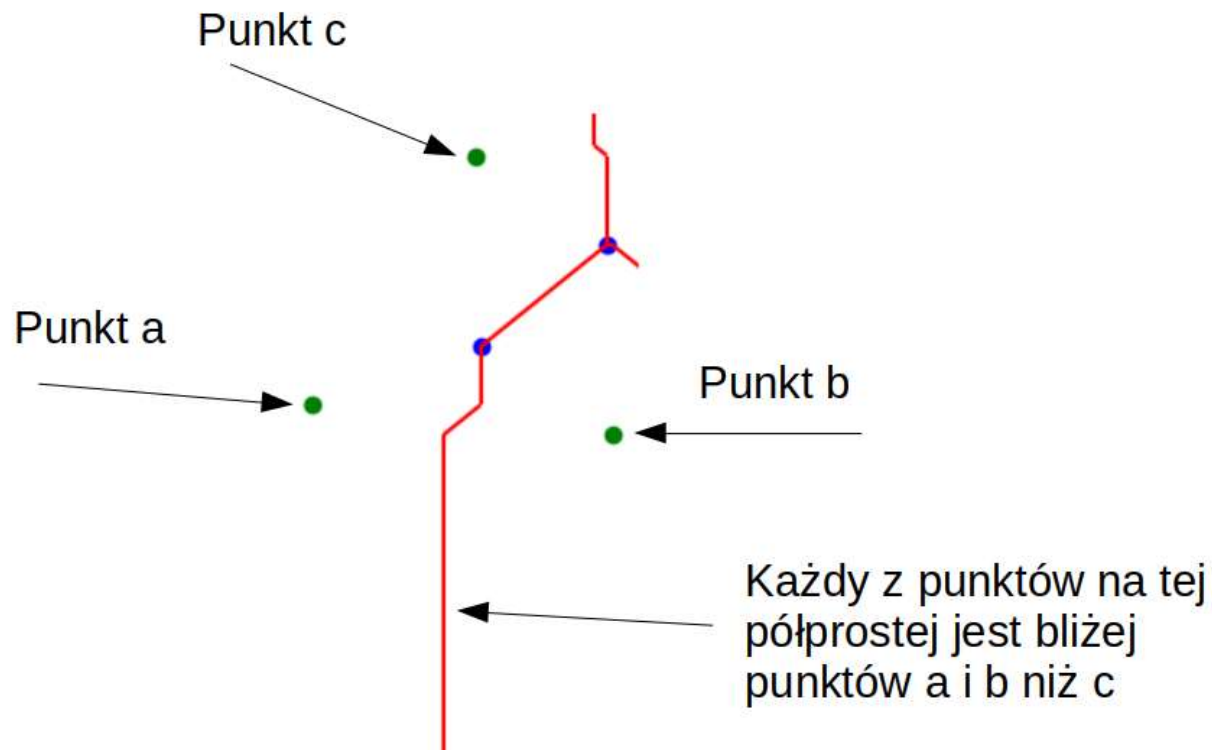 Punkt c
Punkt a
Punkt b
Każdy z punktów na tej
półprostej jest bliżej
punktów a i b niż c